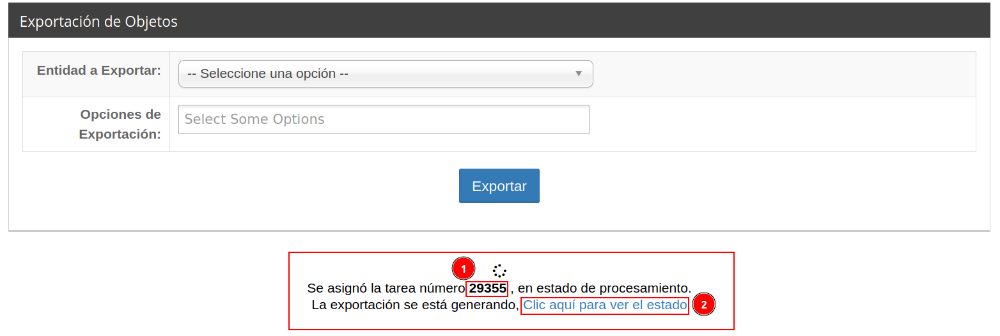 Exportación de Objetos
Entidad a Exportar:
-- Seleccione una opción --
Opciones de
Exportación:
Select Some Options
Exportar
1
Se asignó la tarea número 29355 , en estado de procesamiento.
La exportación se está generando, Clic aquí para ver el estado
2